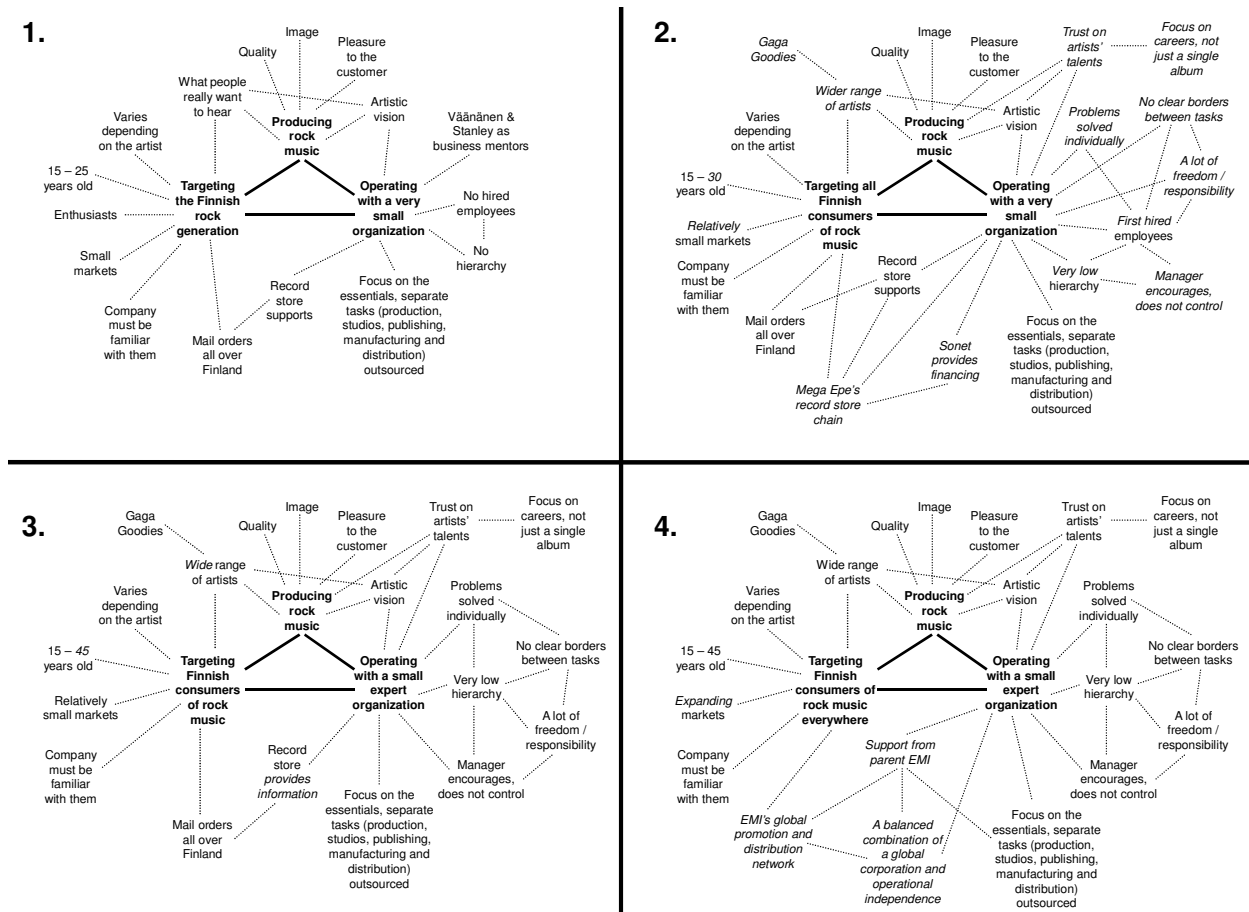 1.
Image
Quality
Pleasure
to the
customer
What people
really want
to hear
Artistic
vision
Producing
rock
music
Varies
depending
on the artist
Väänänen &
Stanley as
business mentors
15 – 25
years old
Targeting
the Finnish
rock
generation
Operating
with a very
small
organization
No hired
employees
Enthusiasts
No
hierarchy
Small
markets
Company
must be
familiar
with them
Record
store
supports
Focus on the
essentials, separate
tasks (production,
studios, publishing,
manufacturing and
distribution)
outsourced
Mail orders
all over
Finland
2.
Gaga
Goodies
Image
Quality
Pleasure
to the
customer
Trust on
artists’
talents
Focus on
careers, not
just a single
album
Wider range
of artists
Artistic
vision
Producing
rock
music
Problems
solved
individually
No clear borders
between tasks
Varies
depending
on the artist
A lot of
freedom /
responsibility
15 – 30
years old
Targeting all
Finnish
consumers
of rock
music
Operating
with a very
small
organization
First hired
employees
Relatively
small markets
Very low
hierarchy
Manager
encourages,
does not control
Company
must be
familiar
with them
Record
store
supports
Mail orders
all over
Finland
Sonet
provides
financing
Focus on the
essentials, separate
tasks (production,
studios, publishing,
manufacturing and
distribution)
outsourced
Mega Epe’s
record store
chain
3.
Gaga
Goodies
Image
Quality
Pleasure
to the
customer
Trust on
artists’
talents
Focus on
careers, not
just a single
album
Wide range
of artists
Artistic
vision
Producing
rock
music
Problems
solved
individually
Varies
depending
on the artist
No clear borders
between tasks
15 – 45
years old
Targeting
Finnish
consumers
of rock
music
Operating
with a small
expert
organization
Very low
hierarchy
Relatively
small markets
A lot of
freedom /
responsibility
Company
must be
familiar
with them
Record
store
provides
information
Manager
encourages,
does not control
Mail orders
all over
Finland
Focus on the
essentials, separate
tasks (production,
studios, publishing,
manufacturing and
distribution)
outsourced
4.
Gaga
Goodies
Image
Quality
Pleasure
to the
customer
Trust on
artists’
talents
Focus on
careers, not
just a single
album
Wide range
of artists
Artistic
vision
Producing
rock
music
Problems
solved
individually
Varies
depending
on the artist
No clear borders
between tasks
15 – 45
years old
Targeting
Finnish
consumers of
rock music
everywhere
Operating
with a small
expert
organization
Very low
hierarchy
Expanding
markets
A lot of
freedom /
responsibility
Company
must be
familiar
with them
Support from
parent EMI
Manager
encourages,
does not control
EMI’s global
promotion and
distribution
network
A balanced
combination of
a global
corporation and
operational
independence
Focus on the
essentials, separate
tasks (production,
studios, publishing,
manufacturing and
distribution)
outsourced